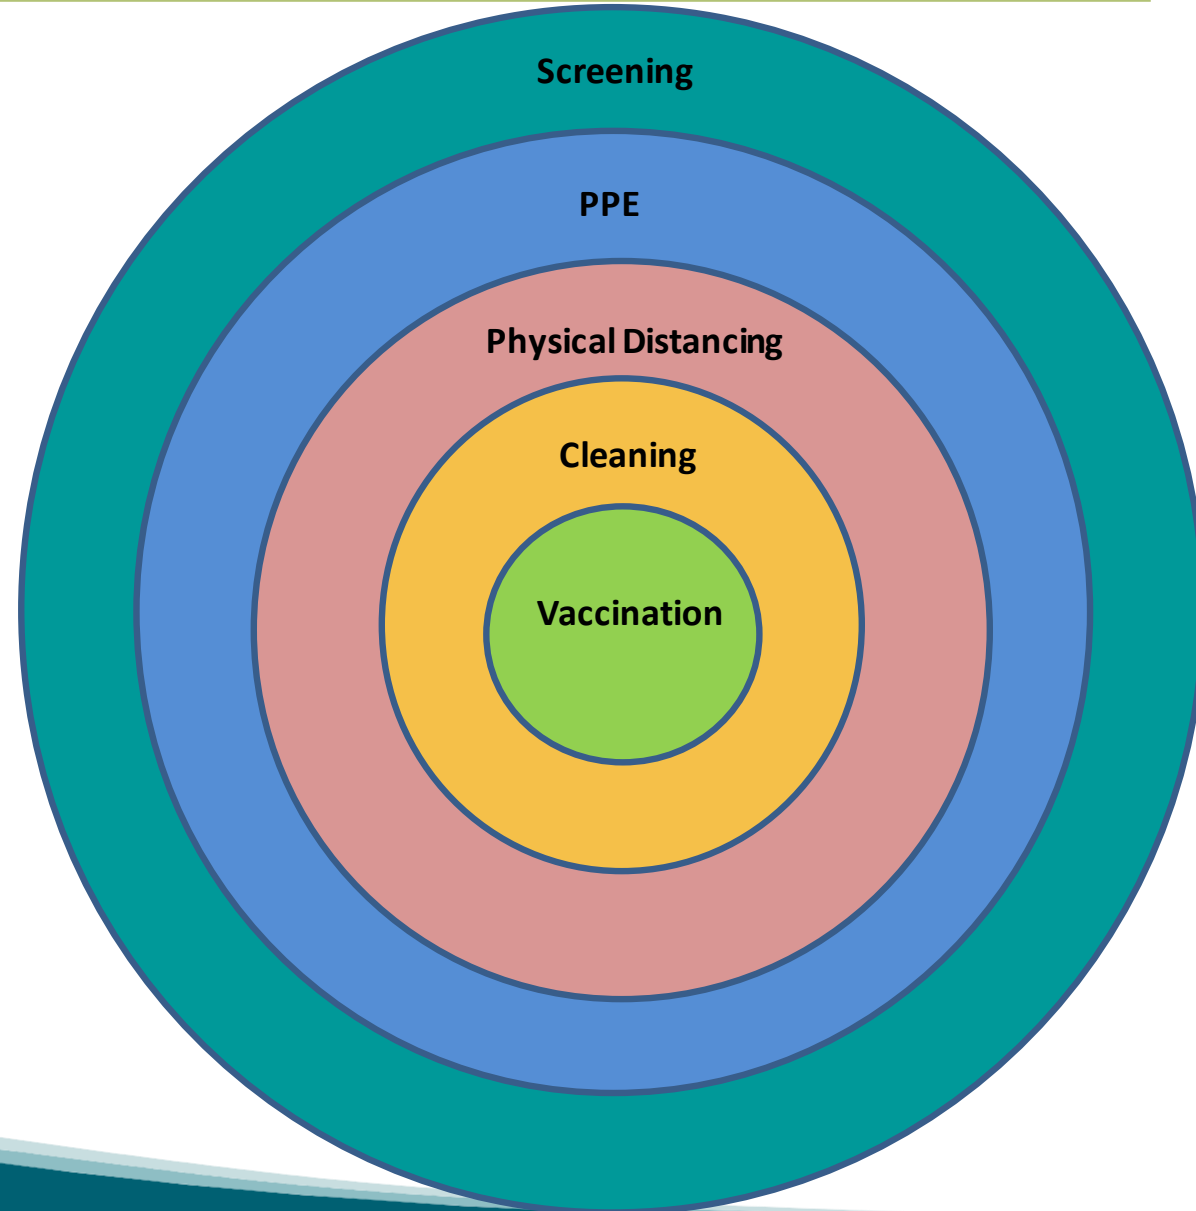 Screening
PPE
Physical Distancing
Cleaning
Vaccination